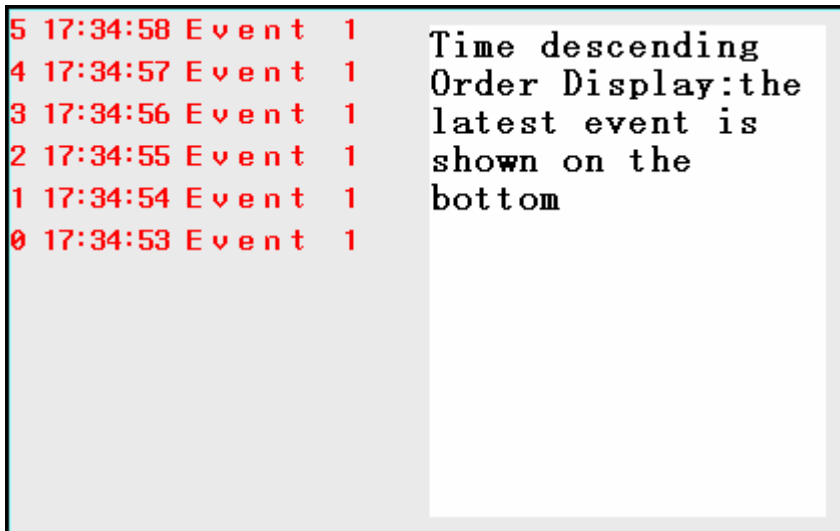 5 17:34:58 Event 1
4 17:34:57 Event 1
3 17:34:56 Event 1
2 17:34:55 Event 1
1 17:34:54 Event 1
0 17:34:53 Event 1
Time descending
Order Display:the
latest event is
shown on the
bottom